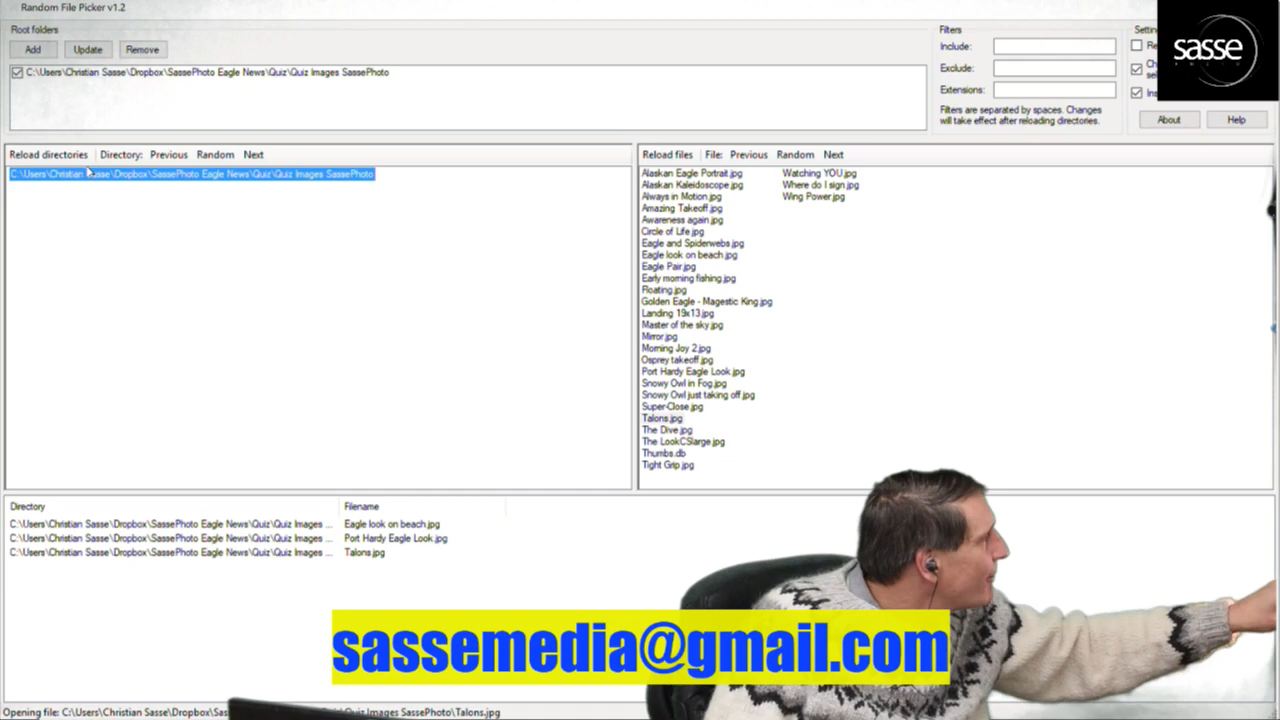 Random File Picker v1.2
Root folders
Add Update Remove
C:\Users\Christian Sasse\Dropbox\SassePhoto Eagle News\Quiz\Quiz Images SassePhoto
Filters
Include:
Exclude:
Extensions:
Filters are separated by spaces. Changes
will take effect after reloading directories.
About Help
sasse
Reload directories Directory: Previous Random Next
C:\Users\Christian Sasse\Dropbox\SassePhoto Eagle News\Quiz\Quiz Images SassePhoto
Reload files File: Previous Random Next
Alaskan Eagle Portrait.jpg
Alaskan Kaleidoscope.jpg
Always in Motion.jpg
Amazing Takeoff.jpg
Awareness again.jpg
Circle of Life.jpg
Eagle and Spiderwebs.jpg
Eagle look on beach.jpg
Eagle Pair.jpg
Early morning fishing.jpg
Floating.jpg
Golden Eagle - Magestic King.jpg
Landing 19x13.jpg
Master of the sky.jpg
Mirror.jpg
Morning Joy 2.jpg
Osprey takeoff.jpg
Port Hardy Eagle Look.jpg
Snowy Owl in Fog.jpg
Snowy Owl just taking off.jpg
Super-Close.jpg
Talons.jpg
The Dive.jpg
The LookCSlarge.jpg
Thumbs.db
Tight Grip.jpg
Watching YOU.jpg
Where do I sign.jpg
Wing Power.jpg
Directory Filename
C:\Users\Christian Sasse\Dropbox\SassePhoto Eagle News\Quiz\Quiz Images ... Eagle look on beach.jpg
C:\Users\Christian Sasse\Dropbox\SassePhoto Eagle News\Quiz\Quiz Images ... Port Hardy Eagle Look.jpg
C:\Users\Christian Sasse\Dropbox\SassePhoto Eagle News\Quiz\Quiz Images ... Talons.jpg
sassemedia@gmail.com
Opening file: C:\Users\Christian Sasse\Dropbox\Sas Images SassePhoto\Talons.jpg